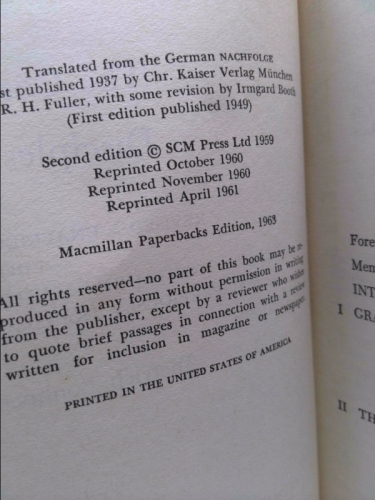 Translated from the German NACHFOLGE
st published 1937 by Chr. Kaiser Verlag München
R. H. Fuller, with some revision by Irmgard Booth
(First edition published 1949)
Second edition © SCM Press Ltd 1959
Reprinted October 1960
Reprinted November 1960
Reprinted April 1961
Macmillan Paperbacks Edition, 1963
All rights reserved—no part of this book may be re-
produced in any form without permission in writing
from the publisher, except by a reviewer who wishes
to quote brief passages in connection with a review
written for inclusion in magazine or newspaper
PRINTED IN THE UNITED STATES OF AMERICA
Fore
Mem
INT
I GRA
II TH